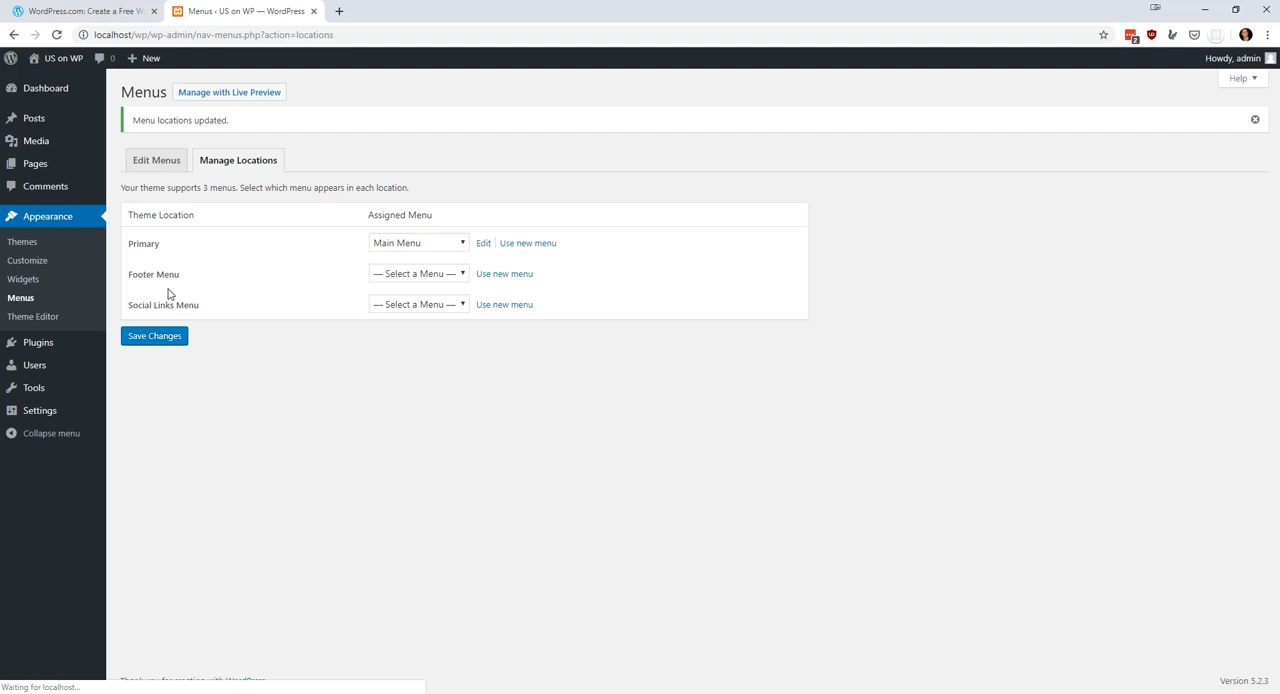 WordPress.com: Create a Free W
Menus ‹ US on WP — WordPress
localhost/wp/wp-admin/nav-menus.php?action=locations
2
US on WP
0
New
Howdy, admin
Dashboard
Posts
Media
Pages
Comments
Appearance
Themes
Customize
Widgets
Menus
Theme Editor
Plugins
Users
Tools
Settings
Collapse menu
Help
Menus
Manage with Live Preview
Menu locations updated.
Edit Menus
Manage Locations
Your theme supports 3 menus. Select which menu appears in each location.
Theme Location
Assigned Menu
Primary
Main Menu
Edit
Use new menu
Footer Menu
— Select a Menu —
Use new menu
Social Links Menu
— Select a Menu —
Use new menu
Save Changes
Thank you for creating with WordPress
Version 5.2.3
Waiting for localhost...